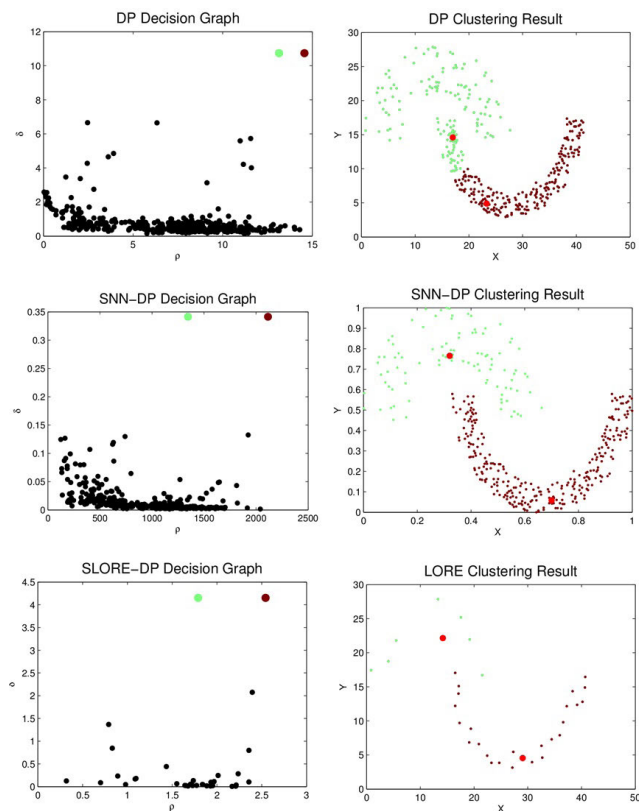 DP Decision Graph
12
10
8
6
4
2
0
δ
0 5 10 15
ρ
DP Clustering Result
30
25
20
15
10
5
0
Y
0 10 20 30 40 50
X
SNN-DP Decision Graph
0.35
0.3
0.25
0.2
0.15
0.1
0.05
0
δ
0 500 1000 1500 2000 2500
ρ
SNN-DP Clustering Result
1
0.9
0.8
0.7
0.6
0.5
0.4
0.3
0.2
0.1
0
Y
0 0.2 0.4 0.6 0.8 1
X
SLORE-DP Decision Graph
4.5
4
3.5
3
2.5
2
1.5
1
0.5
0
δ
0 0.5 1 1.5 2 2.5 3
ρ
LORE Clustering Result
30
25
20
15
10
5
0
Y
0 10 20 30 40 50
X